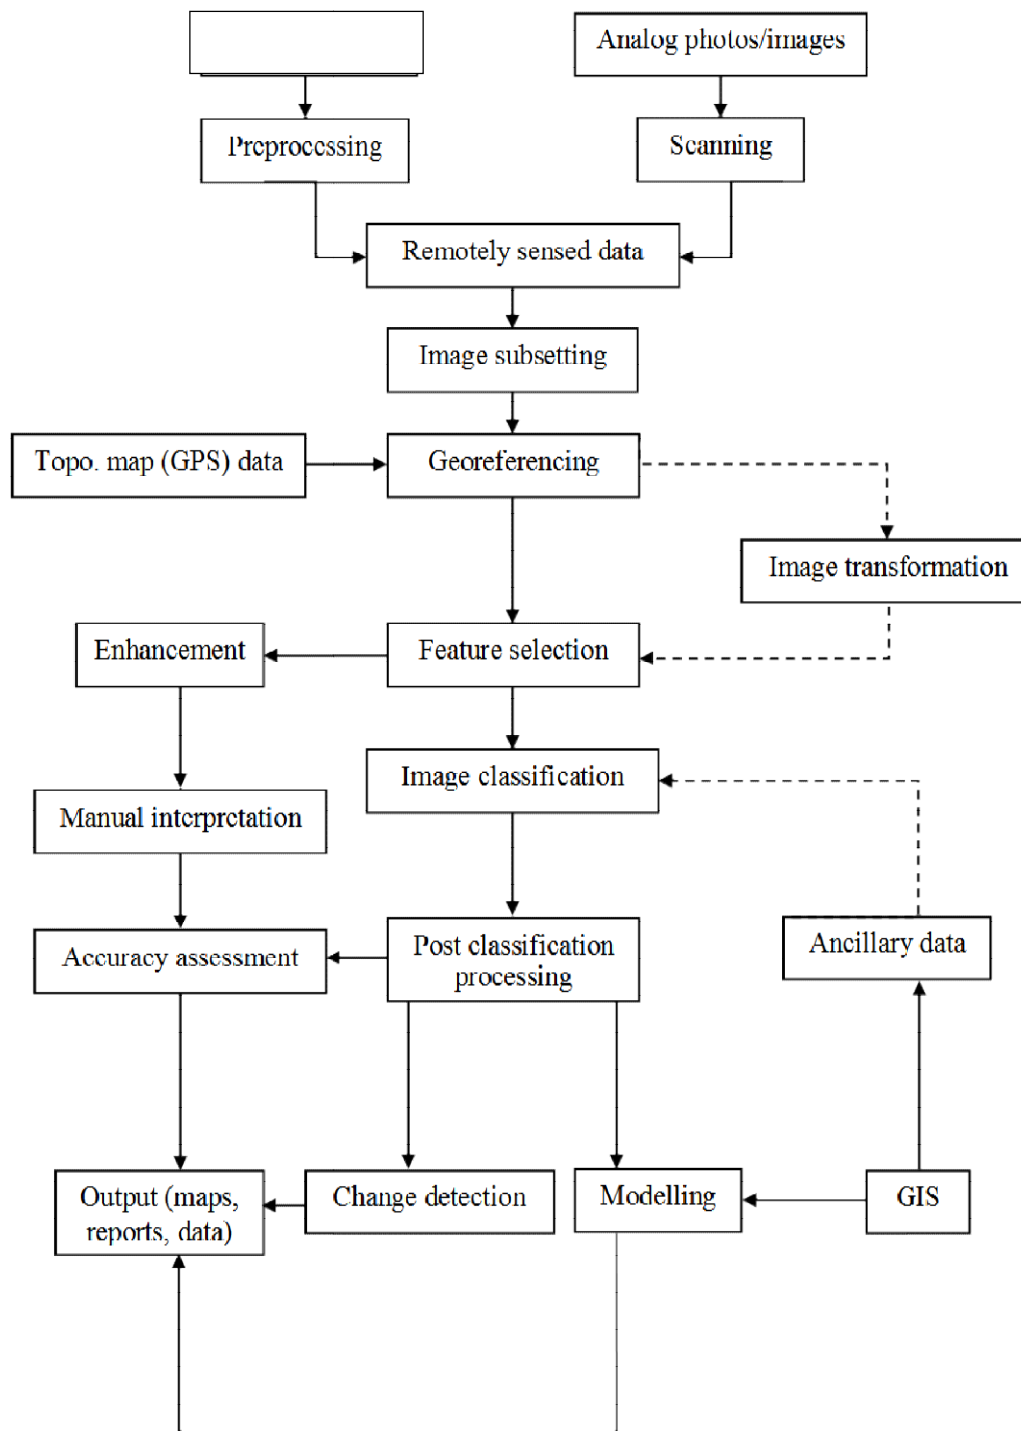 Analog photos/images
Preprocessing
Scanning
Remotely sensed data
Image subsetting
Topo. map (GPS) data
Georeferencing
Image transformation
Enhancement
Feature selection
Image classification
Manual interpretation
Accuracy assessment
Post classification
processing
Ancillary data
Output (maps,
reports, data)
Change detection
Modelling
GIS